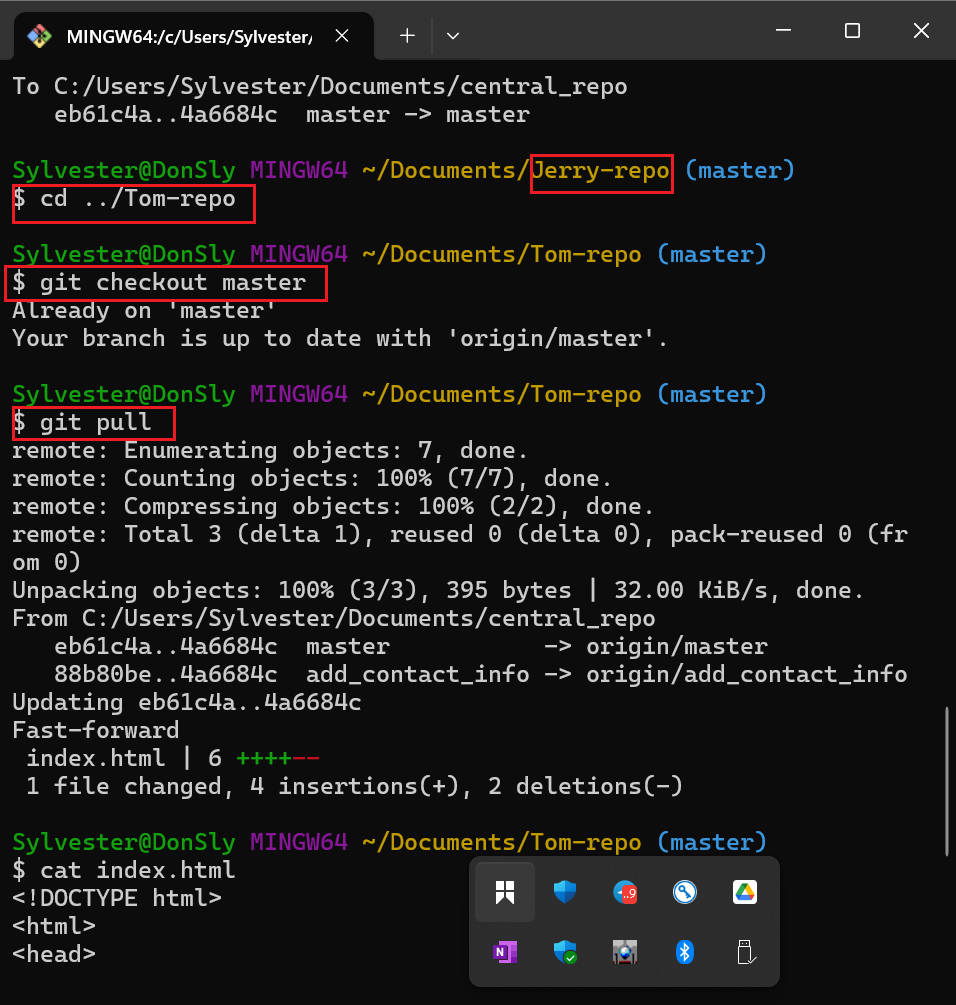 MINGW64:/c/Users/Sylvester/
To C:/Users/Sylvester/Documents/central_repo
   eb61c4a..4a6684c  master -> master
Sylvester@DonSly MINGW64 ~/Documents/Jerry-repo (master)
$ cd ../Tom-repo
Sylvester@DonSly MINGW64 ~/Documents/Tom-repo (master)
$ git checkout master
Already on 'master'
Your branch is up to date with 'origin/master'.
Sylvester@DonSly MINGW64 ~/Documents/Tom-repo (master)
$ git pull
remote: Enumerating objects: 7, done.
remote: Counting objects: 100% (7/7), done.
remote: Compressing objects: 100% (2/2), done.
remote: Total 3 (delta 1), reused 0 (delta 0), pack-reused 0 (fr
om 0)
Unpacking objects: 100% (3/3), 395 bytes | 32.00 KiB/s, done.
From C:/Users/Sylvester/Documents/central_repo
   eb61c4a..4a6684c  master           -> origin/master
   88b80be..4a6684c  add_contact_info -> origin/add_contact_info
Updating eb61c4a..4a6684c
Fast-forward
 index.html | 6 ++++--
 1 file changed, 4 insertions(+), 2 deletions(-)
Sylvester@DonSly MINGW64 ~/Documents/Tom-repo (master)
$ cat index.html
<!DOCTYPE html>
<html>
<head>
..9
N